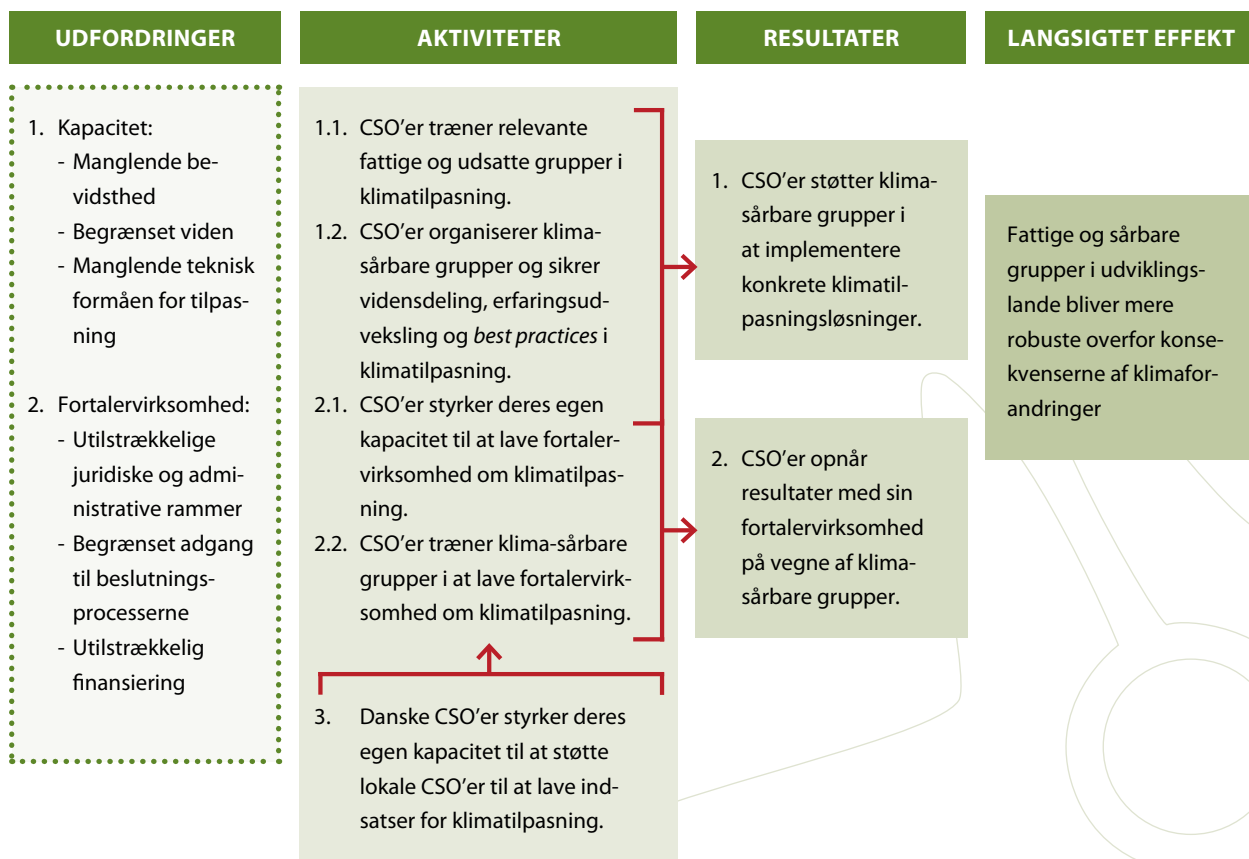 UDFORDRINGER
1. Kapacitet:
- Manglende be-
vidsthed
- Begrænset viden
- Manglende teknisk
formåen for tilpas-
ning
2. Fortalervirksomhed:
- Utilstrækkelige
juridiske og admi-
nistrative rammer
- Begrænset adgang
til beslutnings-
processerne
- Utilstrækkelig
finansiering
AKTIVITETER
1.1. CSO’er træner relevante
fattige og udsatte grupper i
klimatilpasning.
1.2. CSO’er organiserer klima-
sårbare grupper og sikrer
vidensdeling, erfaringsud-
veksling og best practices i
klimatilpasning.
2.1. CSO’er styrker deres egen
kapacitet til at lave fortaler-
virksomhed om klimatilpas-
ning.
2.2. CSO’er træner klima-sårbare
grupper i at lave fortalervirk-
somhed om klimatilpasning.
3. Danske CSO’er styrker deres
egen kapacitet til at støtte
lokale CSO’er til at lave ind-
satser for klimatilpasning.
RESULTATER
1. CSO’er støtter klima-
sårbare grupper i
at implementere
konkrete klimatil-
pasningsløsninger.
2. CSO’er opnår
resultater med sin
fortalervirksomhed
på vegne af klima-
sårbare grupper.
LANGSIGTET EFFEKT
Fattige og sårbare
grupper i udviklings-
lande bliver mere
robuste overfor konse-
kvenserne af klimafor-
andringer